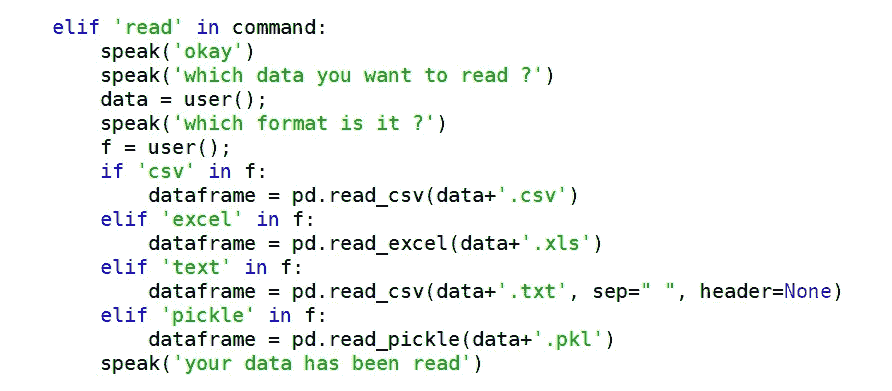 elif 'read' in command:
    speak('okay')
    speak('which data you want to read ?')
    data = user();
    speak('which format is it ?')
    f = user();
    if 'csv' in f:
        dataframe = pd.read_csv(data+'.csv')
    elif 'excel' in f:
        dataframe = pd.read_excel(data+'.xls')
    elif 'text' in f:
        dataframe = pd.read_csv(data+'.txt', sep=" ", header=None)
    elif 'pickle' in f:
        dataframe = pd.read_pickle(data+'.pkl')
    speak('your data has been read')